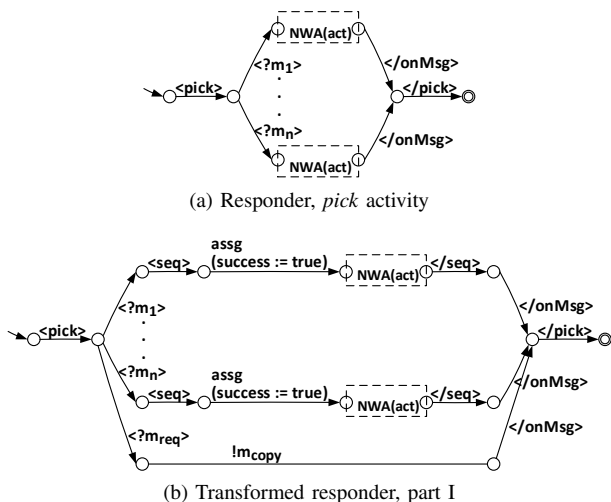 NWA(act)
<?m1>
</onMsg>
<pick>
</pick>
.
.
.
<?mn>
</onMsg>
NWA(act)
(a) Responder, pick activity
assg
<seq>
(success := true)
NWA(act)
</seq>
<?m1>
</onMsg>
<pick>
</pick>
.
.
.
<?mn>
assg
</onMsg>
<seq>
(success := true)
NWA(act)
</seq>
<?mreq>
</onMsg>
!mcopy
(b) Transformed responder, part I